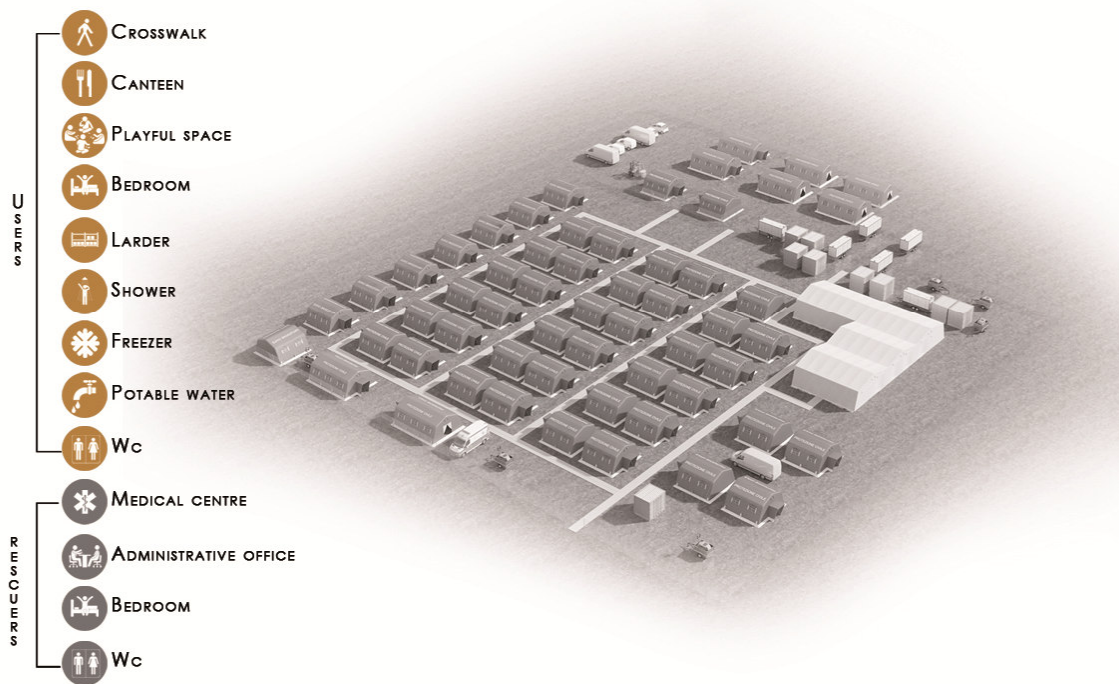 Crosswalk
Canteen
Playful space
Bedroom
Larder
Shower
Freezer
Potable water
Wc
Users
Medical centre
Administrative office
Bedroom
Wc
rescuers